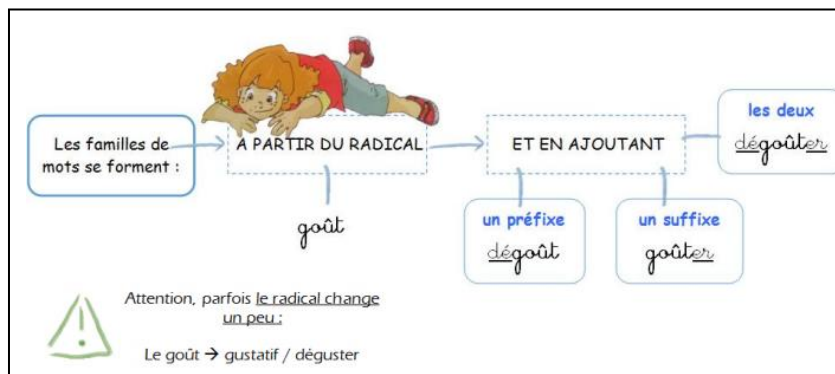 Les familles de
mots se forment :
A PARTIR DU RADICAL
goût
ET EN AJOUTANT
un préfixe
dégoût
un suffixe
goûter
les deux
dégoûter
Attention, parfois le radical change
un peu :
Le goût → gustatif / déguster